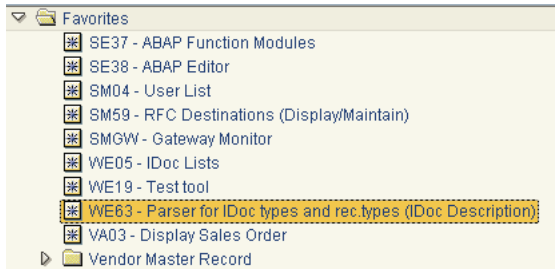 Favorites
SE37 - ABAP Function Modules
SE38 - ABAP Editor
SM04 - User List
SM59 - RFC Destinations (Display/Maintain)
SMGW - Gateway Monitor
WE05 - IDoc Lists
WE19 - Test tool
WE63 - Parser for IDoc types and rec.types (IDoc Description)
VA03 - Display Sales Order
Vendor Master Record